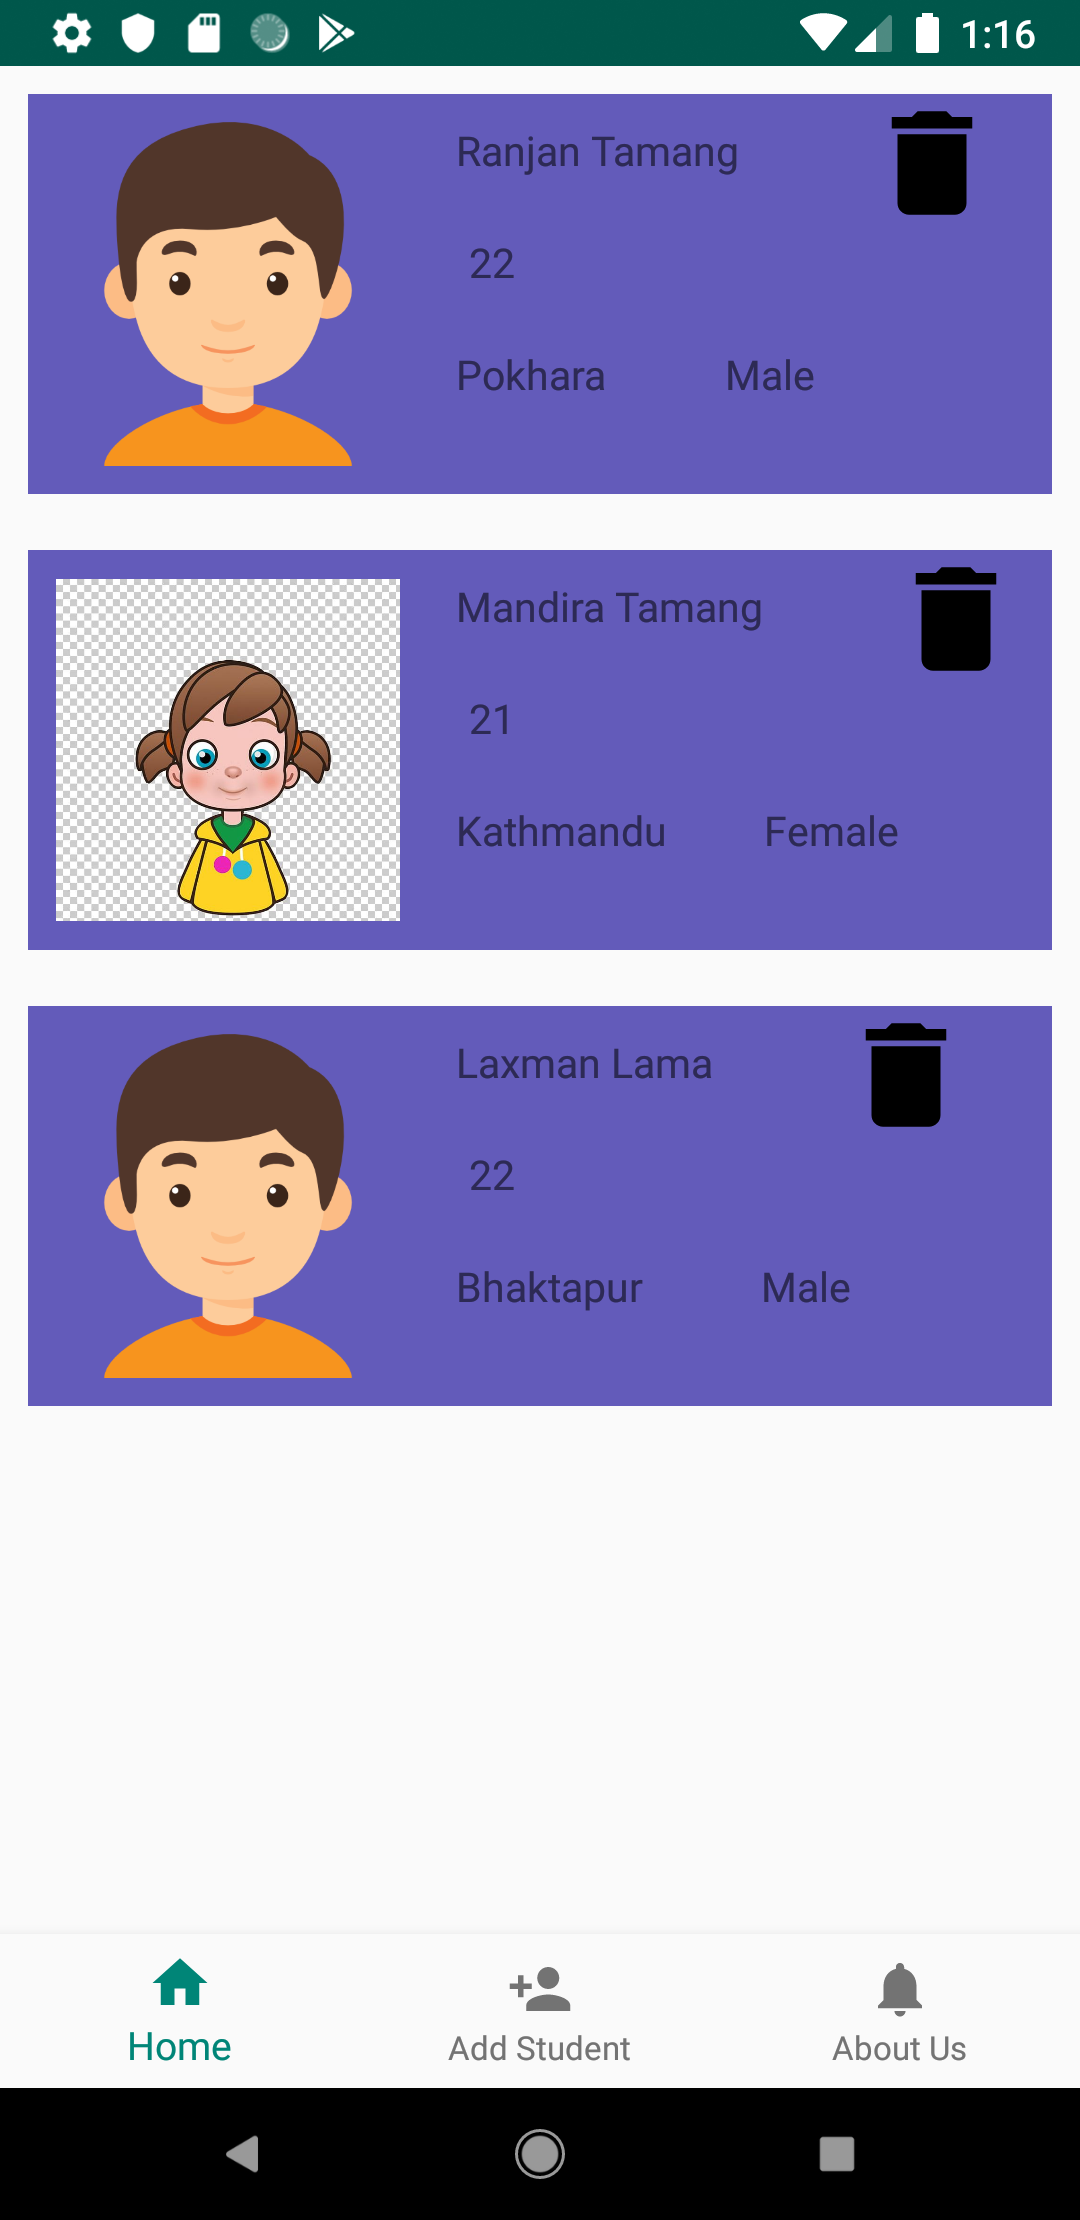 1:16
Ranjan Tamang
22
Pokhara Male
Mandira Tamang
21
Kathmandu Female
Laxman Lama
22
Bhaktapur Male
Home Add Student About Us